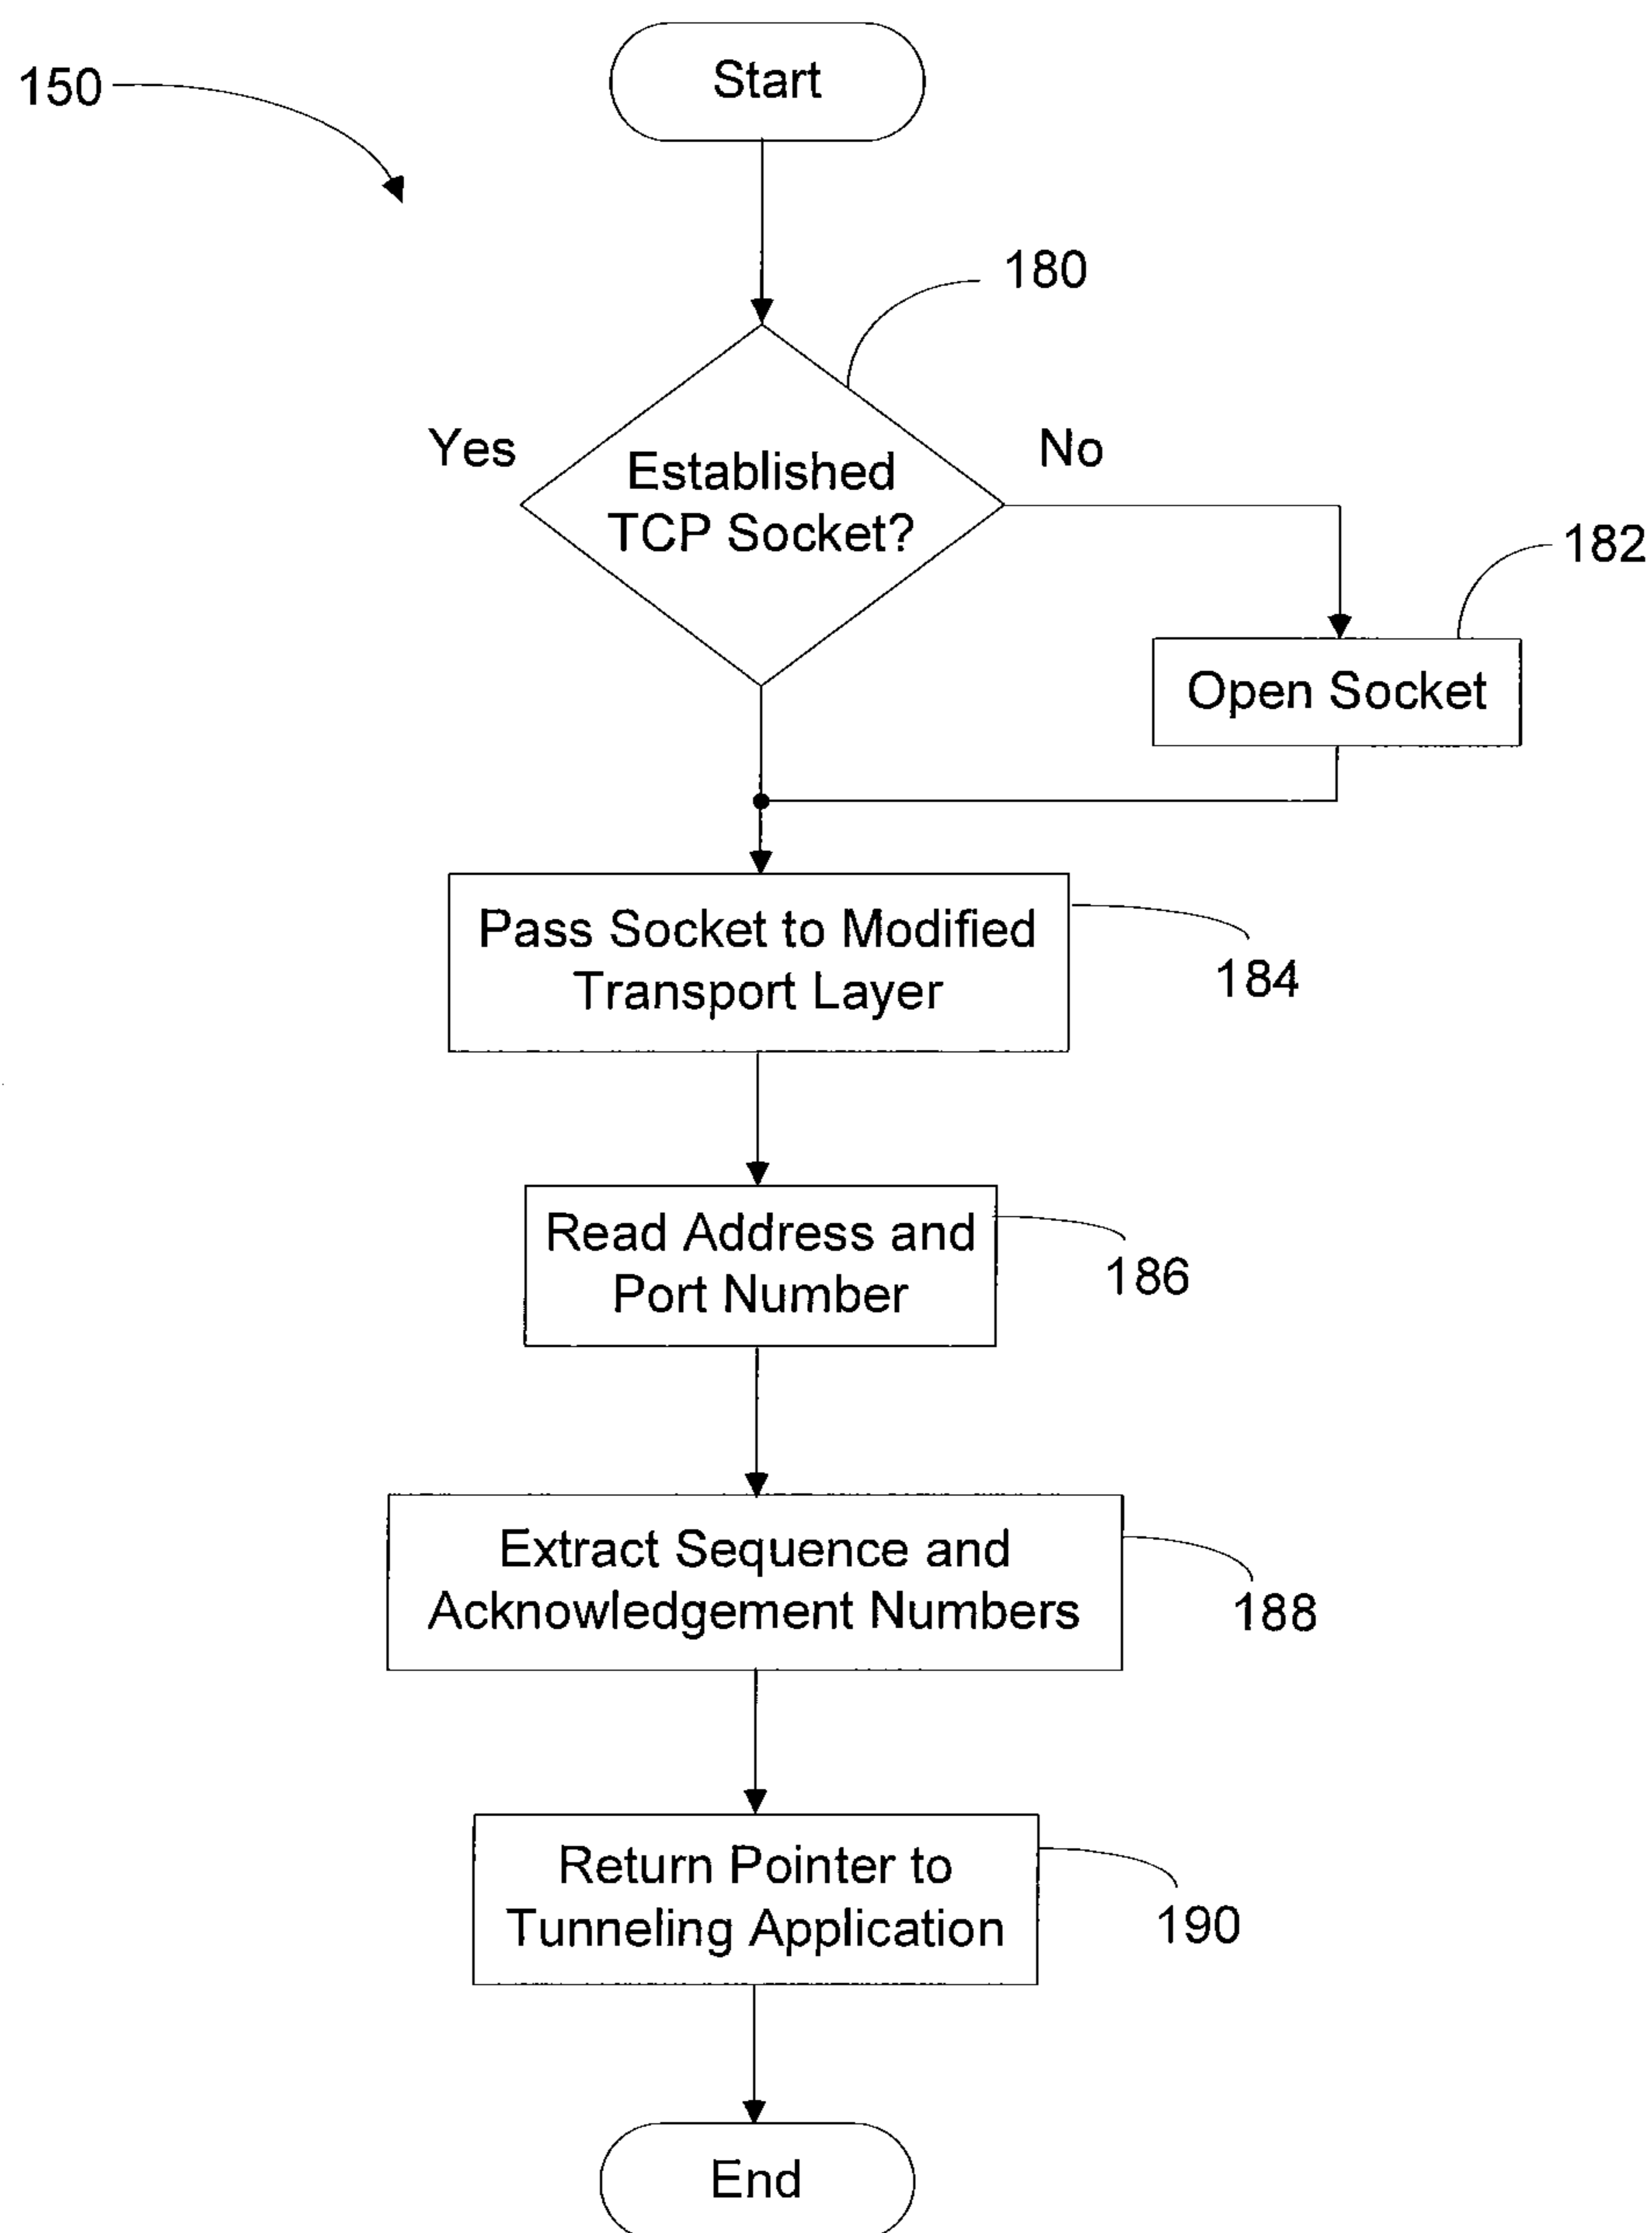 150
Start
180
Yes
Established
TCP Socket?
No
182
Open Socket
Pass Socket to Modified
Transport Layer
184
Read Address and
Port Number
186
Extract Sequence and
Acknowledgement Numbers
188
Return Pointer to
Tunneling Application
190
End